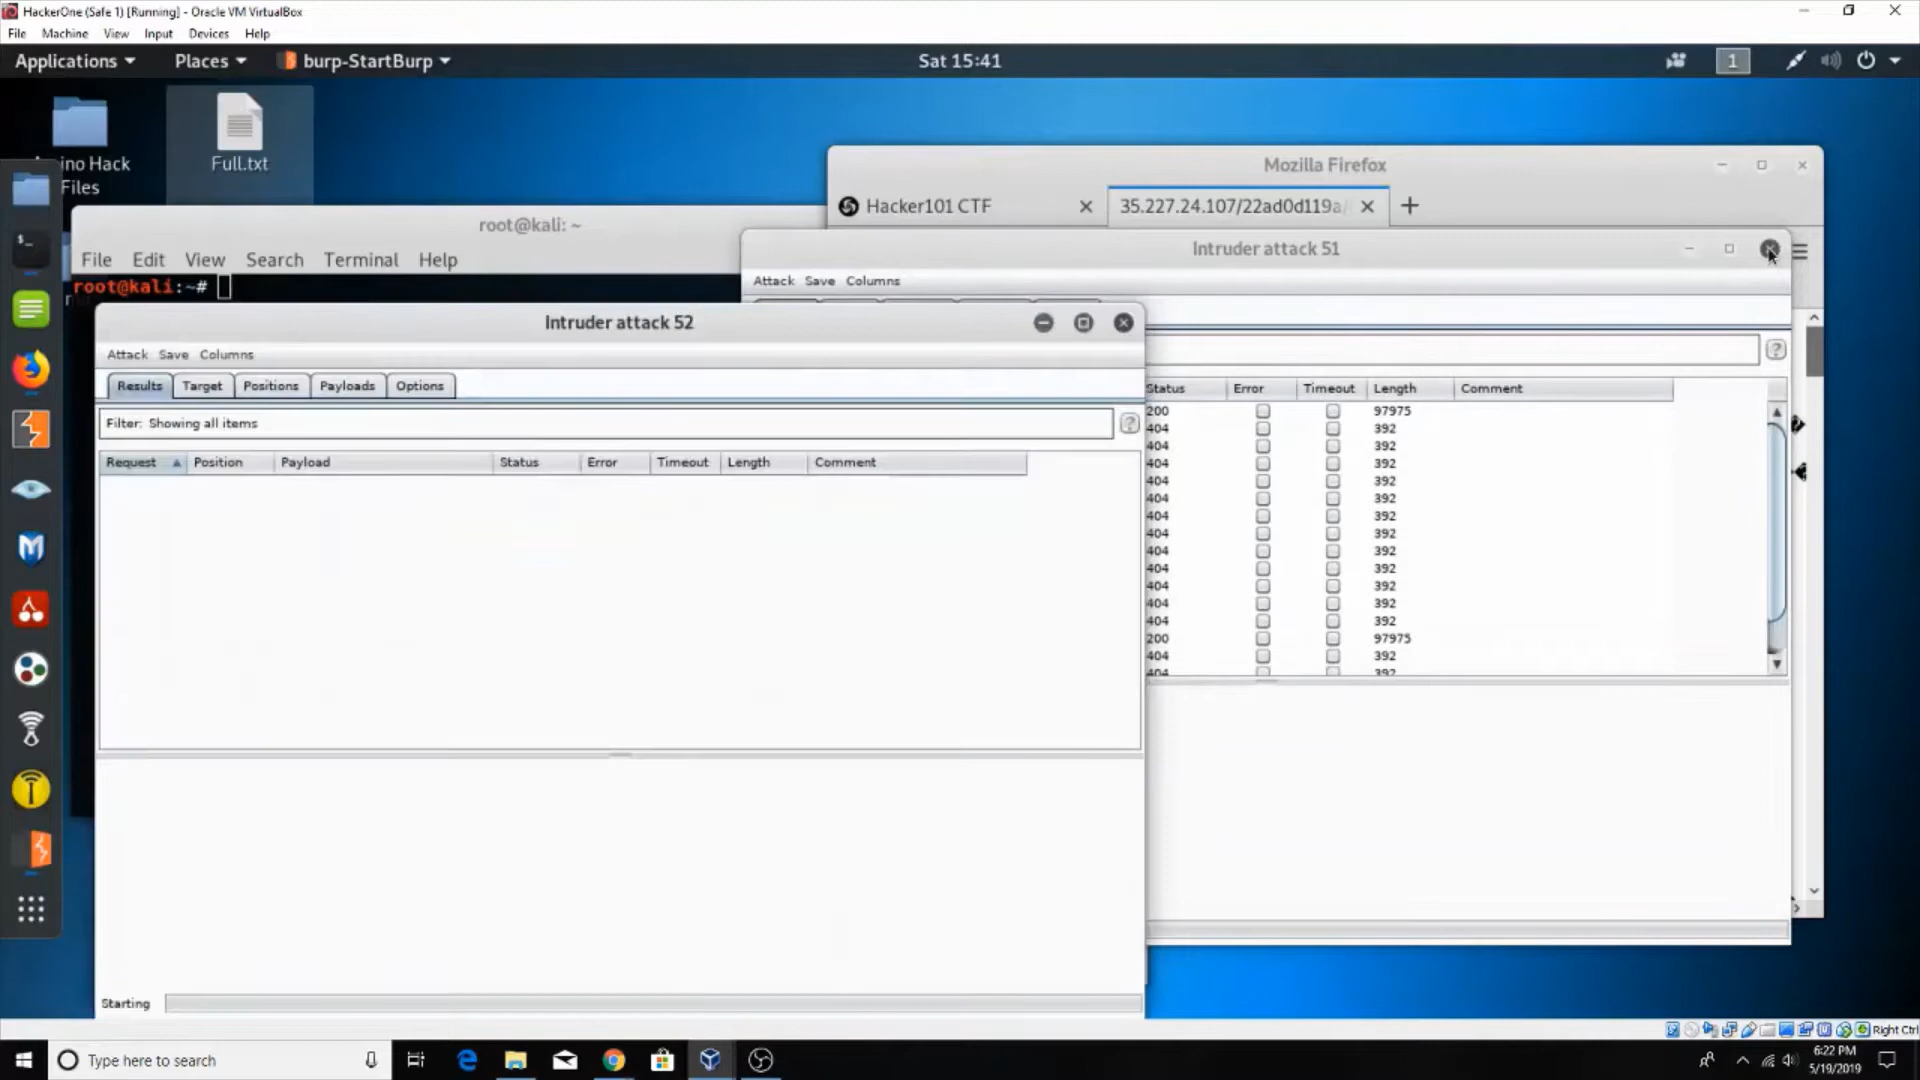 HackerOne (Safe 1) [Running] - Oracle VM VirtualBox
File Machine View Input Devices Help
Applications Places burp-StartBurp Sat 15:41 1
ino Hack
Files
Full.txt
Mozilla Firefox
Hacker101 CTF 35.227.24.107/22ad0d119a/
root@kali: ~
File Edit View Search Terminal Help
root@kali:~#
Intruder attack 51
Attack Save Columns
Status Error Timeout Length Comment
200 97975
404 392
404 392
404 392
404 392
404 392
404 392
404 392
404 392
404 392
404 392
404 392
404 392
200 97975
404 392
404 392
Intruder attack 52
Attack Save Columns
Results Target Positions Payloads Options
Filter: Showing all items ?
Request Position Payload Status Error Timeout Length Comment
Starting
Right Ctrl
Type here to search
6:22 PM
5/19/2019